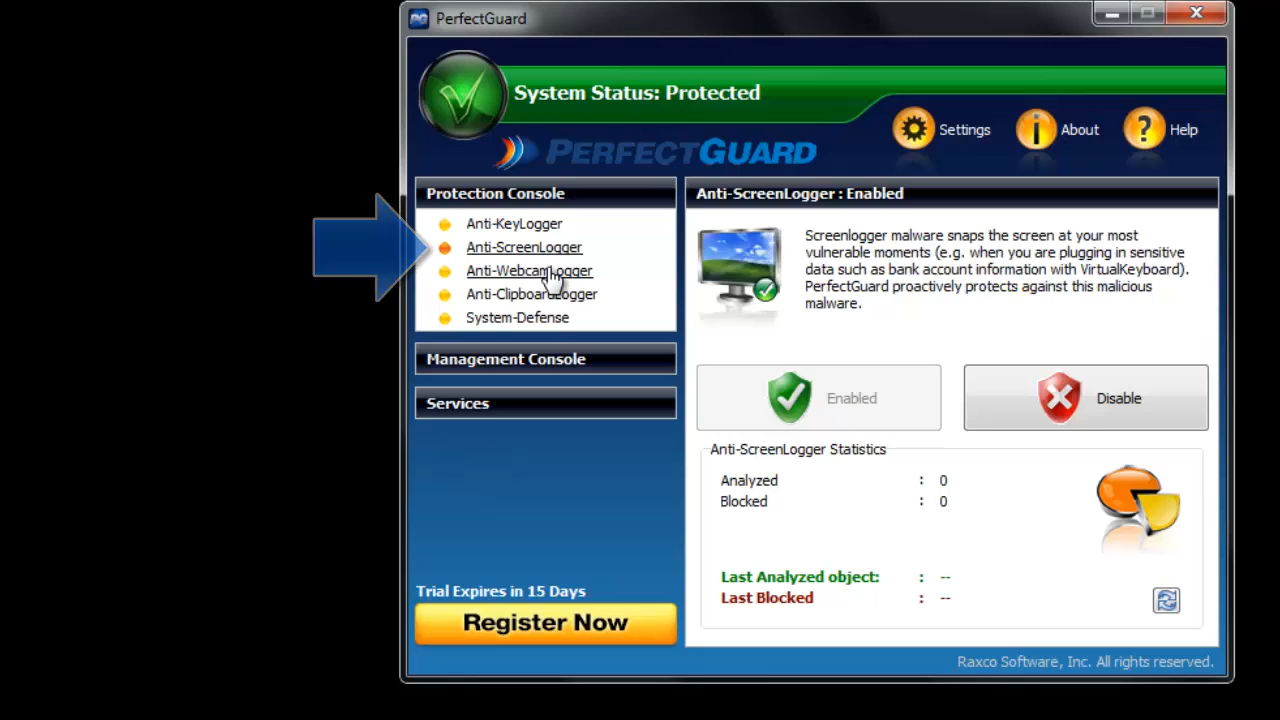 PG PerfectGuard
System Status: Protected
Settings
About
Help
PERFECTGUARD
Protection Console
Anti-KeyLogger
Anti-ScreenLogger
Anti-WebcamLogger
Anti-ClipboardLogger
System-Defense
Management Console
Services
Trial Expires in 15 Days
Register Now
Anti-ScreenLogger : Enabled
Screenlogger malware snaps the screen at your most
vulnerable moments (e.g. when you are plugging in sensitive
data such as bank account information with VirtualKeyboard).
PerfectGuard proactively protects against this malicious
malware.
Enabled
Disable
Anti-ScreenLogger Statistics
Analyzed : 0
Blocked : 0
Last Analyzed object: : --
Last Blocked : --
Raxco Software, Inc. All rights reserved.